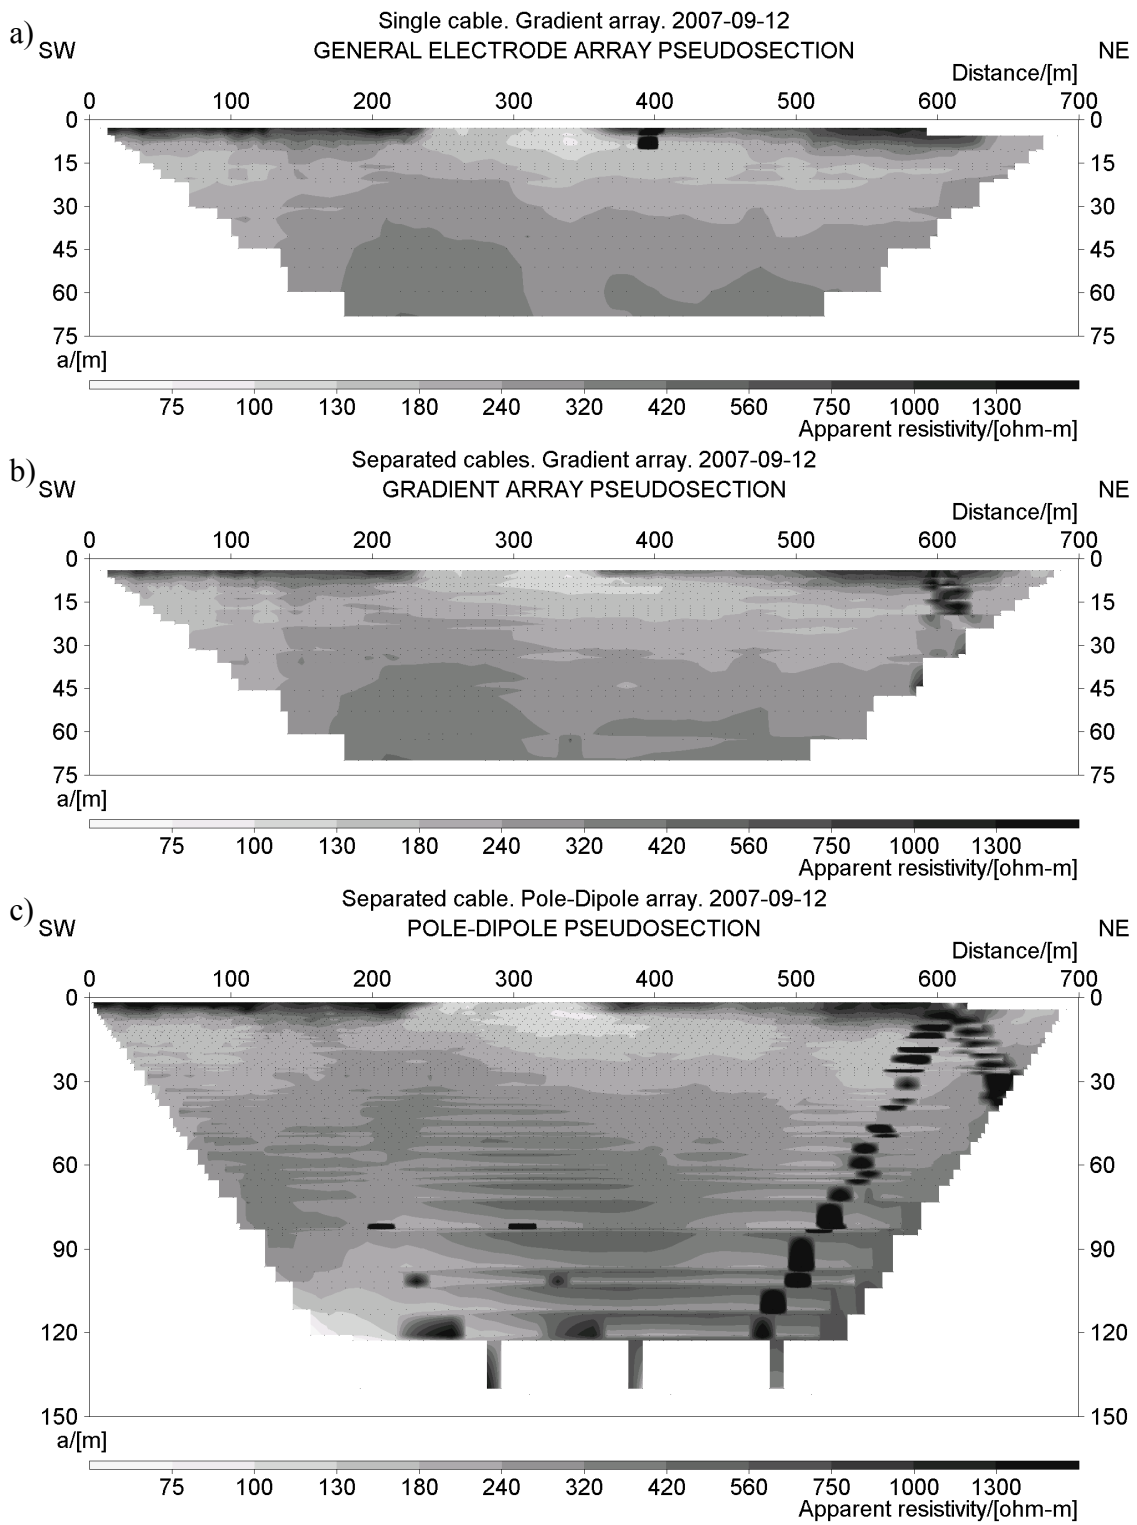 a)
Single cable. Gradient array. 2007-09-12
SW GENERAL ELECTRODE ARRAY PSEUDOSECTION NE
Distance/[m]
0 100 200 300 400 500 600 700
0 0
15 15
30 30
45 45
60 60
75 75
a/[m]
75 100 130 180 240 320 420 560 750 1000 1300
Apparent resistivity/[ohm-m]
b)
Separated cables. Gradient array. 2007-09-12
SW GRADIENT ARRAY PSEUDOSECTION NE
Distance/[m]
0 100 200 300 400 500 600 700
0 0
15 15
30 30
45 45
60 60
75 75
a/[m]
75 100 130 180 240 320 420 560 750 1000 1300
Apparent resistivity/[ohm-m]
c)
Separated cable. Pole-Dipole array. 2007-09-12
SW POLE-DIPOLE PSEUDOSECTION NE
Distance/[m]
0 100 200 300 400 500 600 700
0 0
30 30
60 60
90 90
120 120
150 150
a/[m]
75 100 130 180 240 320 420 560 750 1000 1300
Apparent resistivity/[ohm-m]